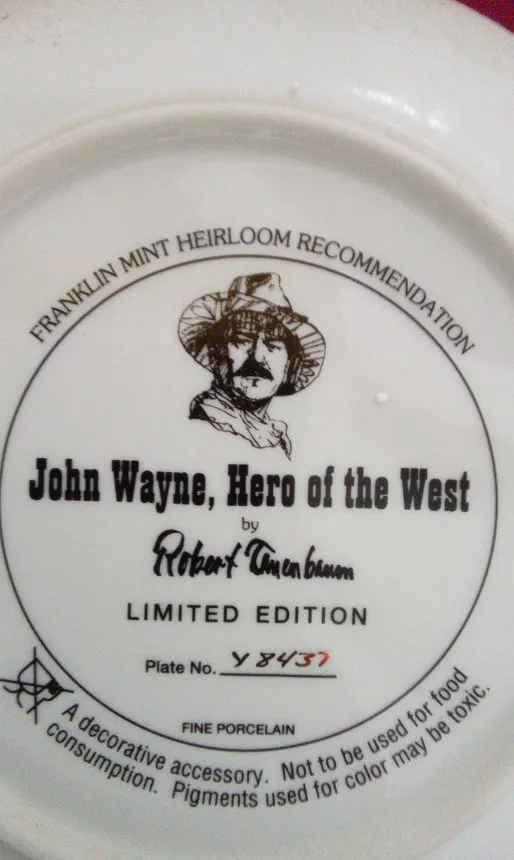 FRANKLIN MINT HEIRLOOM RECOMMENDATION
John Wayne, Hero of the West
by
Robert Tanenbaum
LIMITED EDITION
Plate No. Y8437
FINE PORCELAIN
A decorative accessory. Not to be used for food
consumption. Pigments used for color may be toxic.